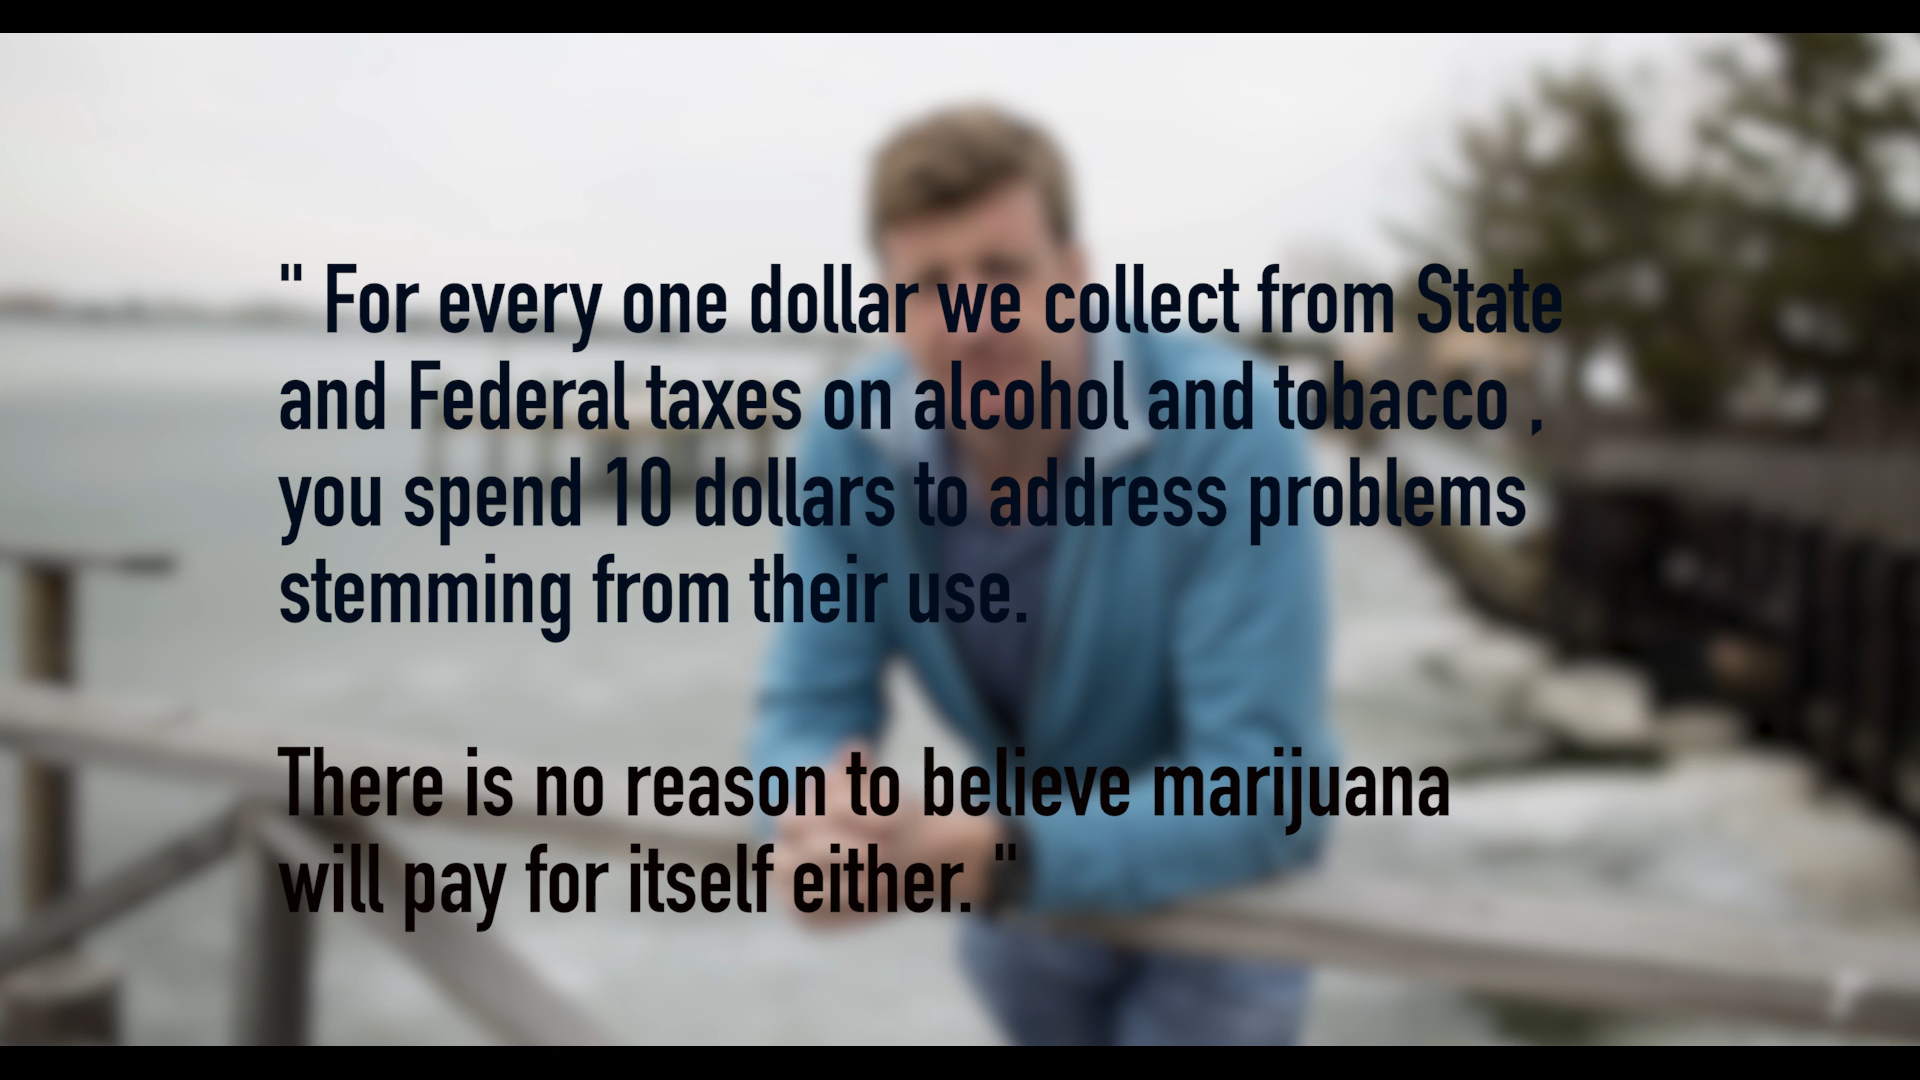 " For every one dollar we collect from State
and Federal taxes on alcohol and tobacco ,
you spend 10 dollars to address problems
stemming from their use.
There is no reason to believe marijuana
will pay for itself either. "